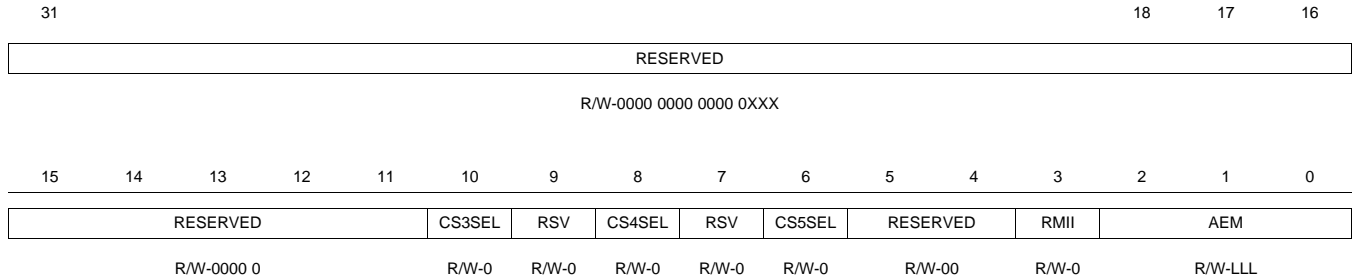 31 18 17 16
RESERVED
R/W-0000 0000 0000 0XXX
15 14 13 12 11 10 9 8 7 6 5 4 3 2 1 0
RESERVED CS3SEL RSV CS4SEL RSV CS5SEL RESERVED RMII AEM
R/W-0000 0 R/W-0 R/W-0 R/W-0 R/W-0 R/W-0 R/W-00 R/W-0 R/W-LLL